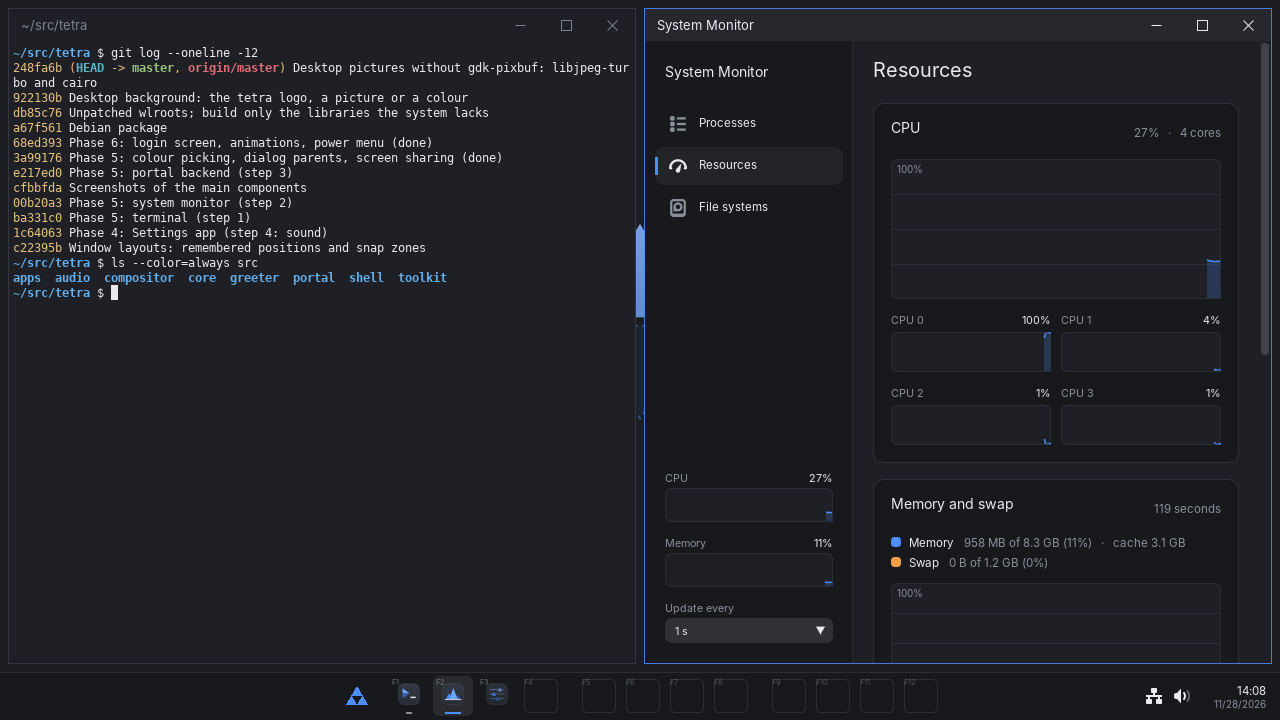 ~/src/tetra
~/src/tetra $ git log --oneline -12
248fa6b (HEAD -> master, origin/master) Desktop pictures without gdk-pixbuf: libjpeg-tur
bo and cairo
922130b Desktop background: the tetra logo, a picture or a colour
db85c76 Unpatched wlroots; build only the libraries the system lacks
a67f561 Debian package
68ed393 Phase 6: login screen, animations, power menu (done)
3a99176 Phase 5: colour picking, dialog parents, screen sharing (done)
e217ed0 Phase 5: portal backend (step 3)
cfbbfda Screenshots of the main components
00b20a3 Phase 5: system monitor (step 2)
ba331c0 Phase 5: terminal (step 1)
1c64063 Phase 4: Settings app (step 4: sound)
c22395b Window layouts: remembered positions and snap zones
~/src/tetra $ ls --color=always src
apps audio compositor core greeter portal shell toolkit
~/src/tetra $
System Monitor
System Monitor
Processes
Resources
File systems
CPU 27%
Memory 11%
Update every
1 s
Resources
CPU 27% · 4 cores
100%
CPU 0 100% CPU 1 4%
CPU 2 1% CPU 3 1%
Memory and swap 119 seconds
Memory 958 MB of 8.3 GB (11%) · cache 3.1 GB
Swap 0 B of 1.2 GB (0%)
100%
F1 F2 F3 F4 F5 F6 F7 F8 F9 F10 F11 F12
14:08
11/28/2026